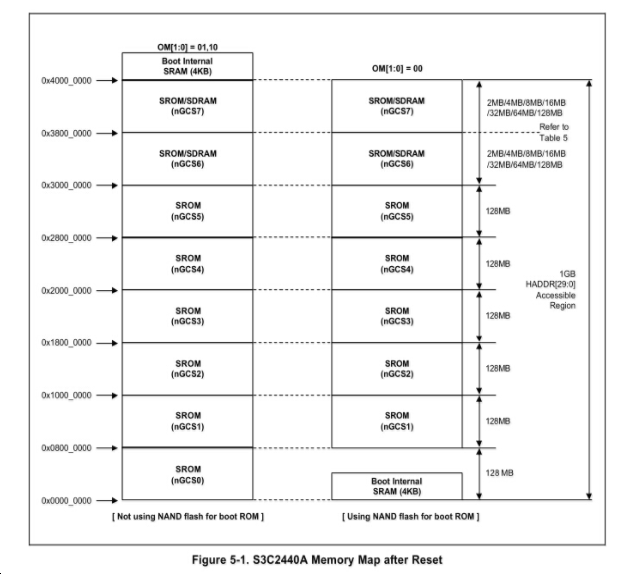 OM[1:0] = 01,10
Boot Internal
SRAM (4KB)
OM[1:0] = 00
0x4000_0000
SROM/SDRAM
(nGCS7)
SROM/SDRAM
(nGCS7)
2MB/4MB/8MB/16MB
/32MB/64MB/128MB
Refer to
Table 5
0x3800_0000
SROM/SDRAM
(nGCS6)
SROM/SDRAM
(nGCS6)
2MB/4MB/8MB/16MB
/32MB/64MB/128MB
0x3000_0000
SROM
(nGCS5)
SROM
(nGCS5)
128MB
0x2800_0000
SROM
(nGCS4)
SROM
(nGCS4)
128MB
1GB
HADDR[29:0]
Accessible
Region
0x2000_0000
SROM
(nGCS3)
SROM
(nGCS3)
128MB
0x1800_0000
SROM
(nGCS2)
SROM
(nGCS2)
128MB
0x1000_0000
SROM
(nGCS1)
SROM
(nGCS1)
128MB
0x0800_0000
SROM
(nGCS0)
Boot Internal
SRAM (4KB)
128 MB
0x0000_0000
[ Not using NAND flash for boot ROM ]
[ Using NAND flash for boot ROM ]
Figure 5-1. S3C2440A Memory Map after Reset